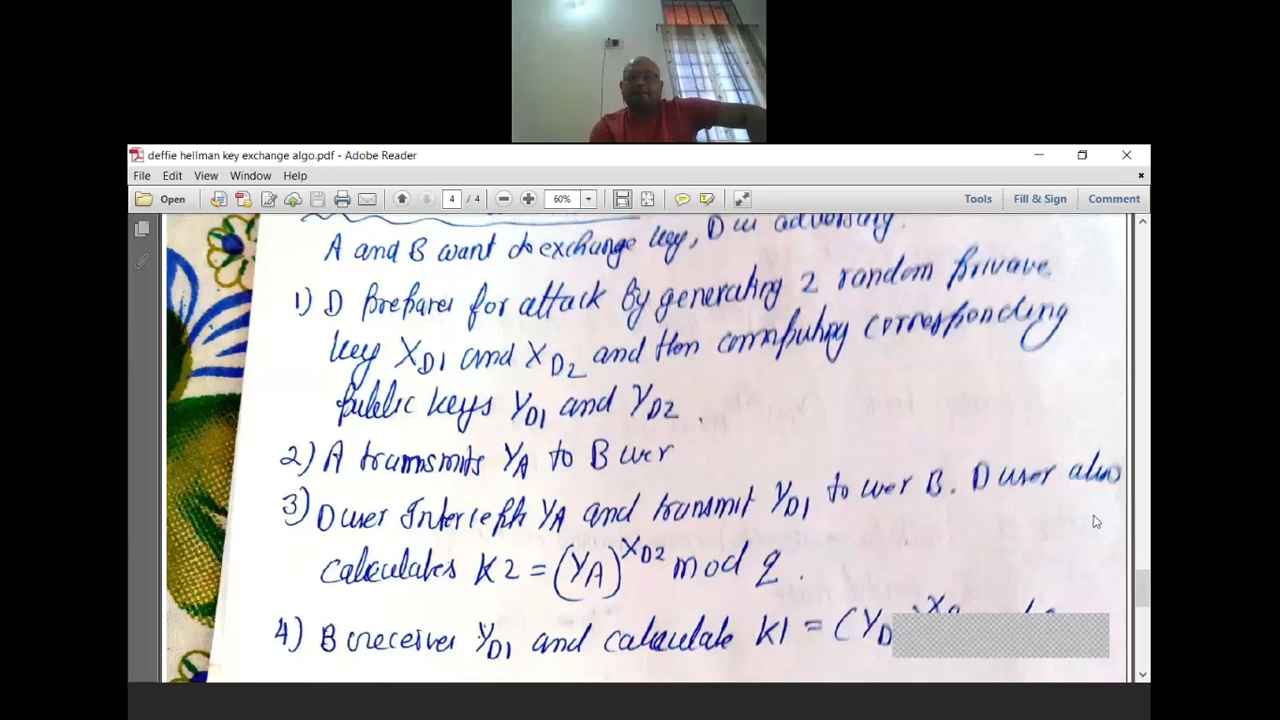 deffie hellman key exchange algo.pdf - Adobe Reader
File Edit View Window Help
Open 4 / 4 60% Tools Fill & Sign Comment
A and B want to exchange key, D is adversary.
1) D prepares for attack by generating 2 random private
key XD1 and XD2 and then computing corresponding
public keys YD1 and YD2.
2) A transmits YA to B user
3) D user Intercepts YA and transmit YD1 to user B. D user also
calculates K2 = (YA)^XD2 mod q.
4) B receives YD1 and calculate K1 = (YD